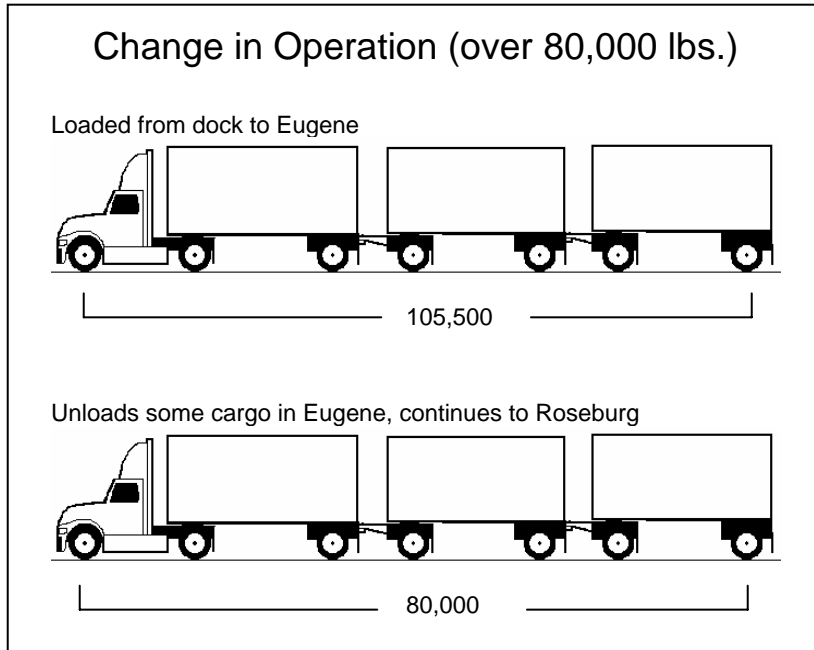 Change in Operation (over 80,000 lbs.)
Loaded from dock to Eugene
105,500
Unloads some cargo in Eugene, continues to Roseburg
80,000